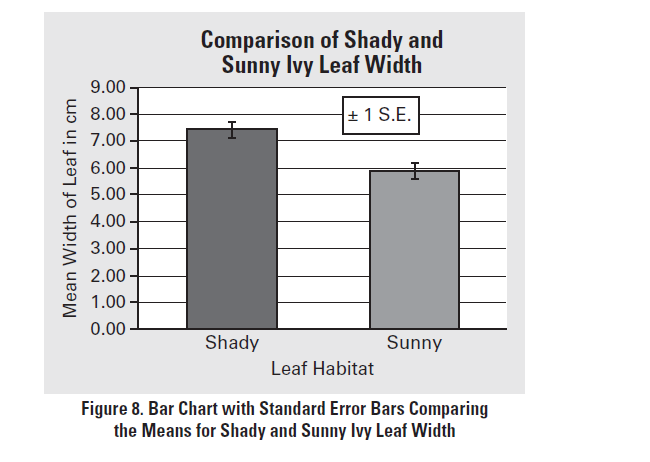 Comparison of Shady and
Sunny Ivy Leaf Width
Mean Width of Leaf in cm
9.00
8.00
7.00
6.00
5.00
4.00
3.00
2.00
1.00
0.00
± 1 S.E.
Shady
Sunny
Leaf Habitat
Figure 8. Bar Chart with Standard Error Bars Comparing
the Means for Shady and Sunny Ivy Leaf Width